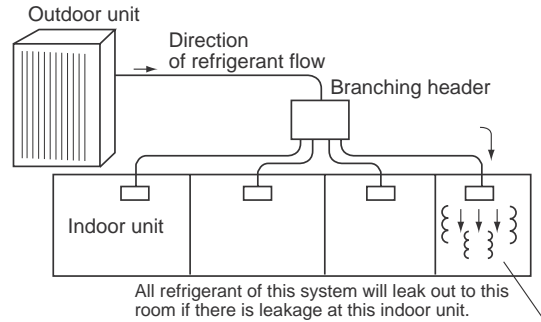 Outdoor unit
Direction
of refrigerant flow
Branching header
Indoor unit
All refrigerant of this system will leak out to this
room if there is leakage at this indoor unit.